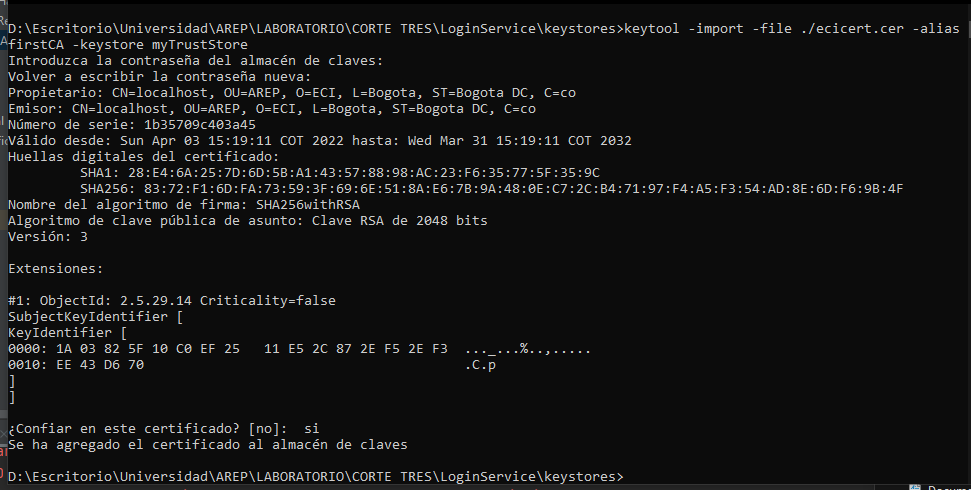 D:\Escritorio\Universidad\AREP\LABORATORIO\CORTE TRES\LoginService\keystores>keytool -import -file ./ecicert.cer -alias
firstCA -keystore myTrustStore
Introduzca la contraseña del almacén de claves:
Volver a escribir la contraseña nueva:
Propietario: CN=localhost, OU=AREP, O=ECI, L=Bogota, ST=Bogota DC, C=co
Emisor: CN=localhost, OU=AREP, O=ECI, L=Bogota, ST=Bogota DC, C=co
Número de serie: 1b35709c403a45
Válido desde: Sun Apr 03 15:19:11 COT 2022 hasta: Wed Mar 31 15:19:11 COT 2032
Huellas digitales del certificado:
         SHA1: 28:E4:6A:25:7D:6D:5B:A1:43:57:88:98:AC:23:F6:35:77:5F:35:9C
         SHA256: 83:72:F1:6D:FA:73:59:3F:69:6E:51:8A:E6:7B:9A:48:0E:C7:2C:B4:71:97:F4:A5:F3:54:AD:8E:6D:F6:9B:4F
Nombre del algoritmo de firma: SHA256withRSA
Algoritmo de clave pública de asunto: Clave RSA de 2048 bits
Versión: 3
Extensiones:
#1: ObjectId: 2.5.29.14 Criticality=false
SubjectKeyIdentifier [
KeyIdentifier [
0000: 1A 03 82 5F 10 C0 EF 25   11 E5 2C 87 2E F5 2E F3  ..._...%..,.....
0010: EE 43 D6 70                                        .C.p
]
]
¿Confiar en este certificado? [no]:  si
Se ha agregado el certificado al almacén de claves
D:\Escritorio\Universidad\AREP\LABORATORIO\CORTE TRES\LoginService\keystores>